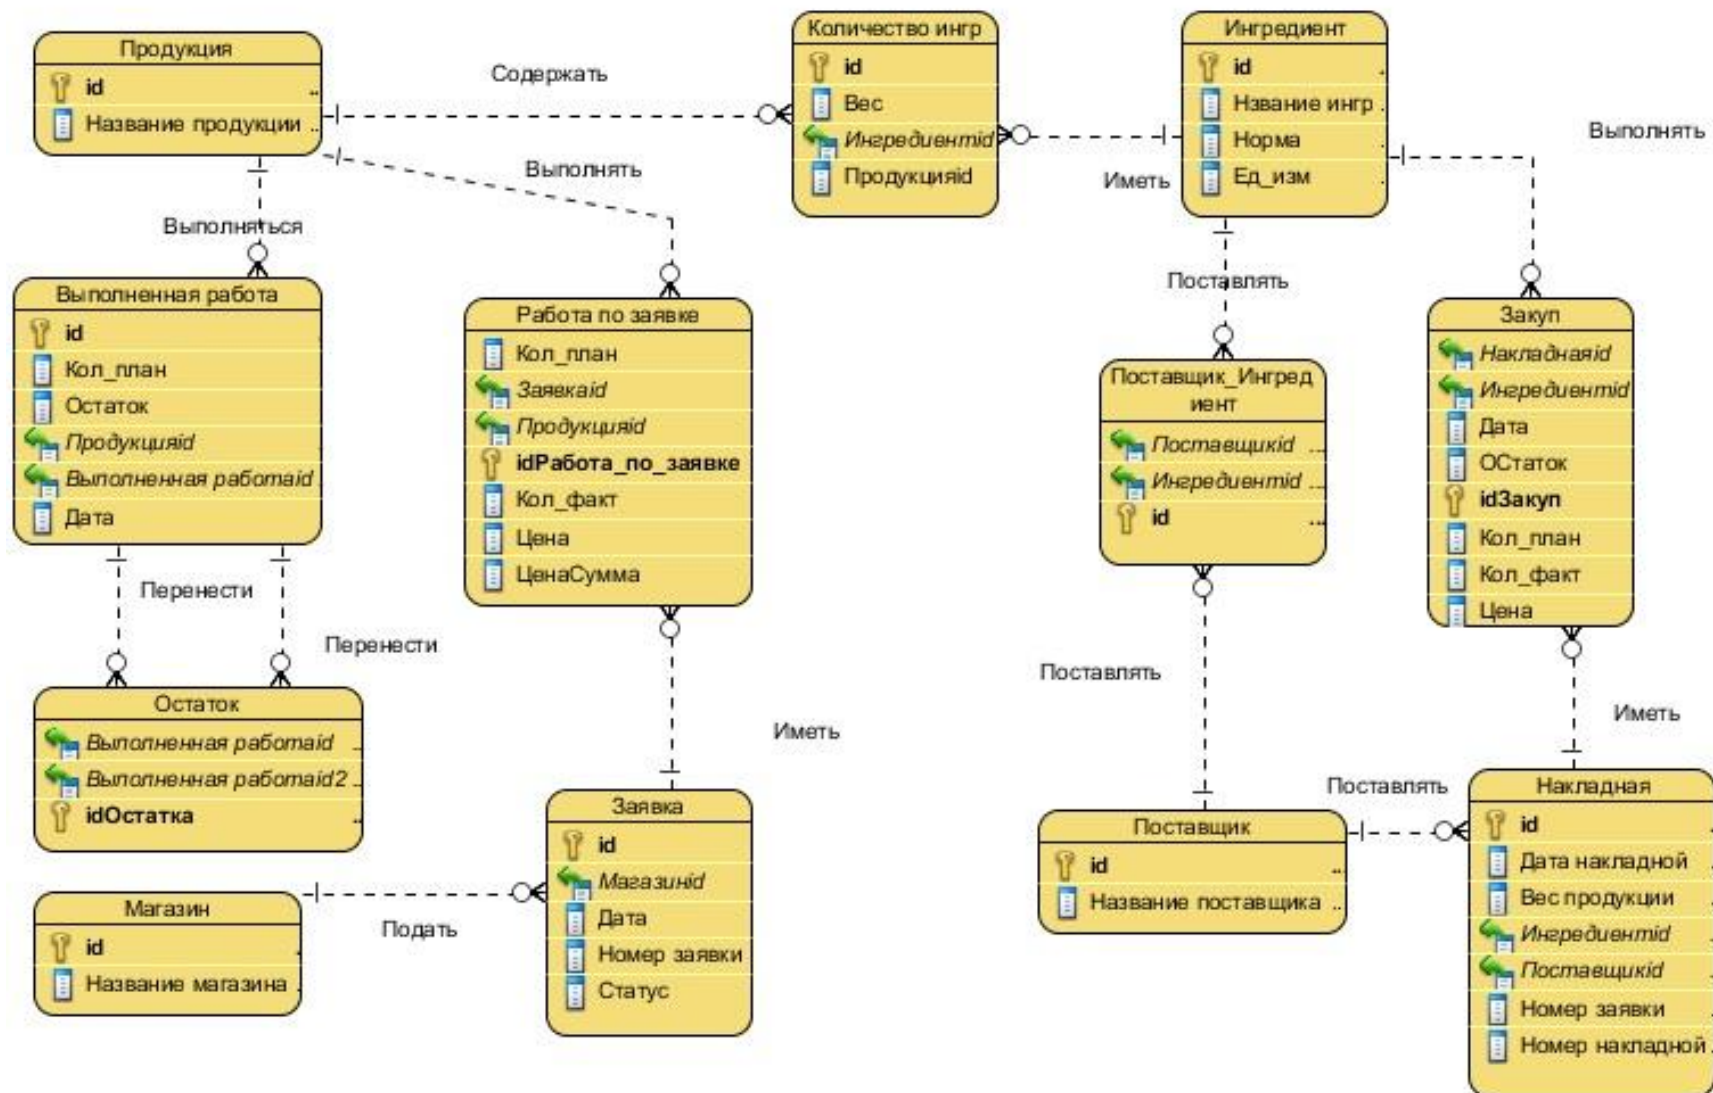 Продукция
id
Название продукции ..
Содержать
Количество ингр
id
Вес
Ингредиентid
Продукцияid
Ингредиент
id
Нзвание ингр
Норма
Ед_изм
Иметь
Выполнять
Выполнять
Выполняться
Поставлять
Выполненная работа
id
Кол_план
Остаток
Продукцияid
Выполненная работаid
Дата
Работа по заявке
Кол_план
Заявкаid
Продукцияid
idРабота_по_заявке
Кол_факт
Цена
ЦенаСумма
Поставщик_Ингред
иент
Поставщикid ...
Ингредиентid ...
id ...
Закуп
Накладнаяid
Ингредиентid
Дата
ОСтаток
idЗакуп
Кол_план
Кол_факт
Цена
Перенести
Перенести
Остаток
Выполненная работаid ..
Выполненная работаid2 ..
idОстатка ..
Иметь
Поставлять
Иметь
Заявка
id
Магазинid
Дата
Номер заявки
Статус
Подать
Магазин
id
Название магазина
Поставщик
id ...
Название поставщика ..
Поставлять
Накладная
id
Дата накладной
Вес продукции
Ингредиентid
Поставщикid
Номер заявки
Номер накладной